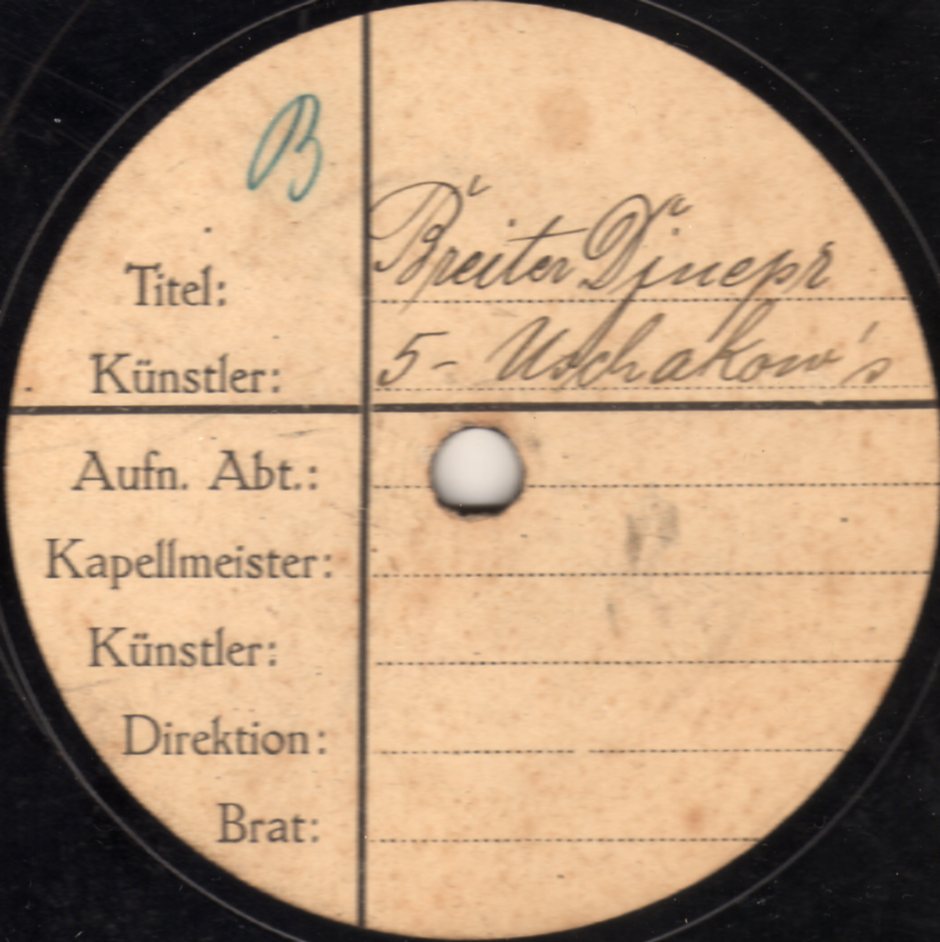 B
Titel: Breiter Djnepr
Künstler: 5 - Uschakow's
Aufn. Abt.:
Kapellmeister:
Künstler:
Direktion:
Brat: